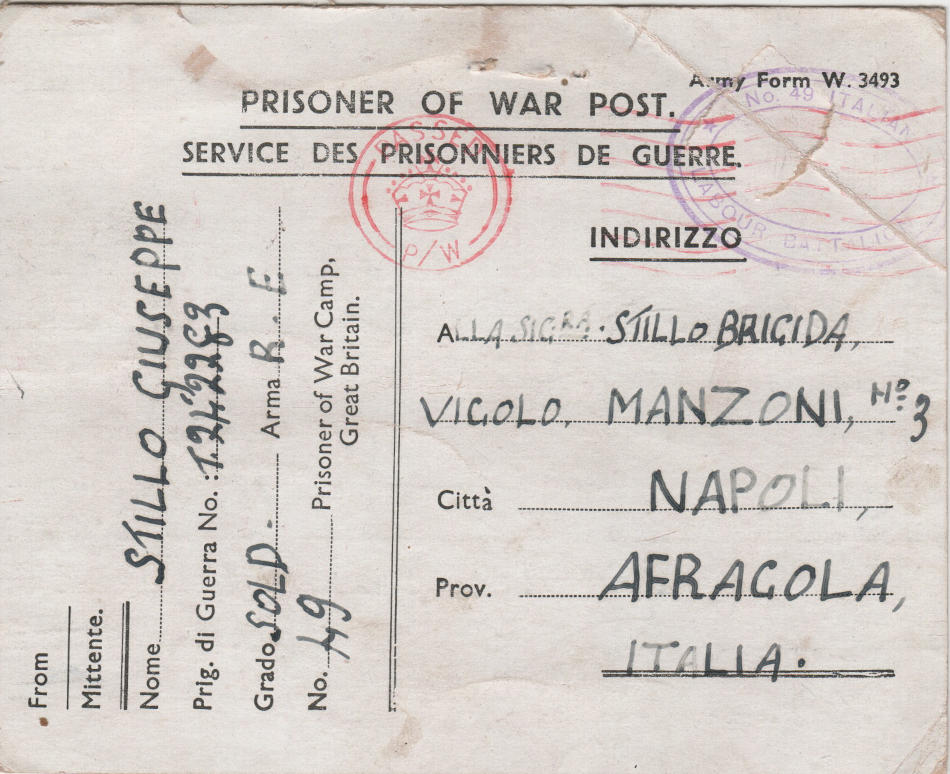 Army Form W. 3493
PRISONER OF WAR POST.
SERVICE DES PRISONNIERS DE GUERRE.
PASSED
P/W
No. 49 ITALIAN
LABOUR BATTALION
INDIRIZZO
ALLA SIG.RA. STILLO BRIGIDA,
VIGOLO, MANZONI, No. 3
Città NAPOLI,
Prov. AFRAGOLA,
ITALIA.
From
Mittente.
Nome STILLO GIUSEPPE
Prig. di Guerra No.:
Grado SOLD. Arma R. E
No. 49 Prisoner of War Camp,
Great Britain.